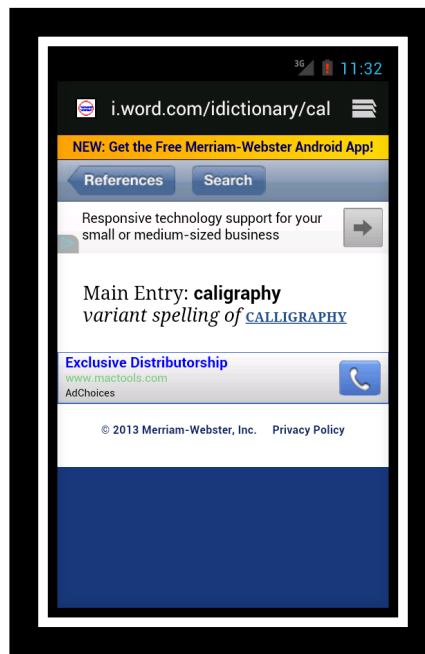 3G 11:32
i.word.com/idictionary/cal
NEW: Get the Free Merriam-Webster Android App!
References Search
Responsive technology support for your
small or medium-sized business
Main Entry: caligraphy
variant spelling of CALLIGRAPHY
Exclusive Distributorship
www.mactools.com
AdChoices
© 2013 Merriam-Webster, Inc. Privacy Policy